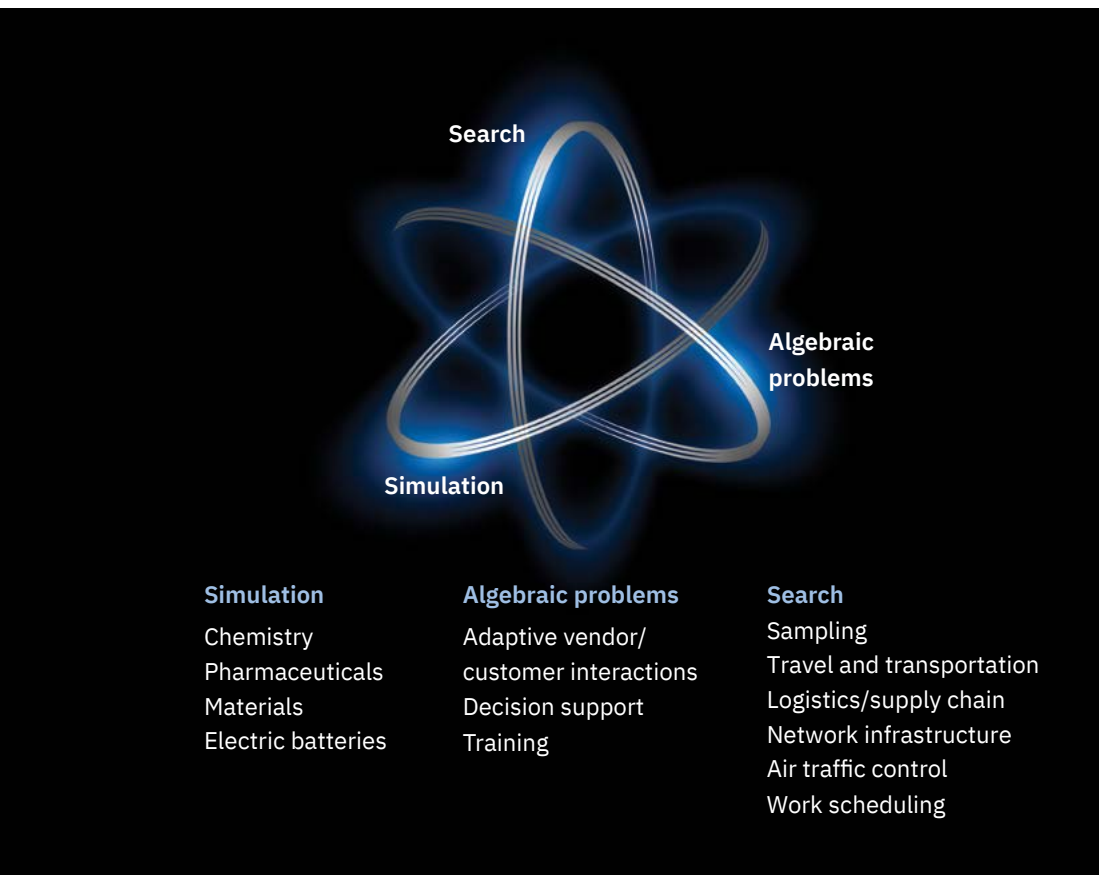 Search
Algebraic
problems
Simulation
Simulation
Chemistry
Pharmaceuticals
Materials
Electric batteries
Algebraic problems
Adaptive vendor/
customer interactions
Decision support
Training
Search
Sampling
Travel and transportation
Logistics/supply chain
Network infrastructure
Air traffic control
Work scheduling